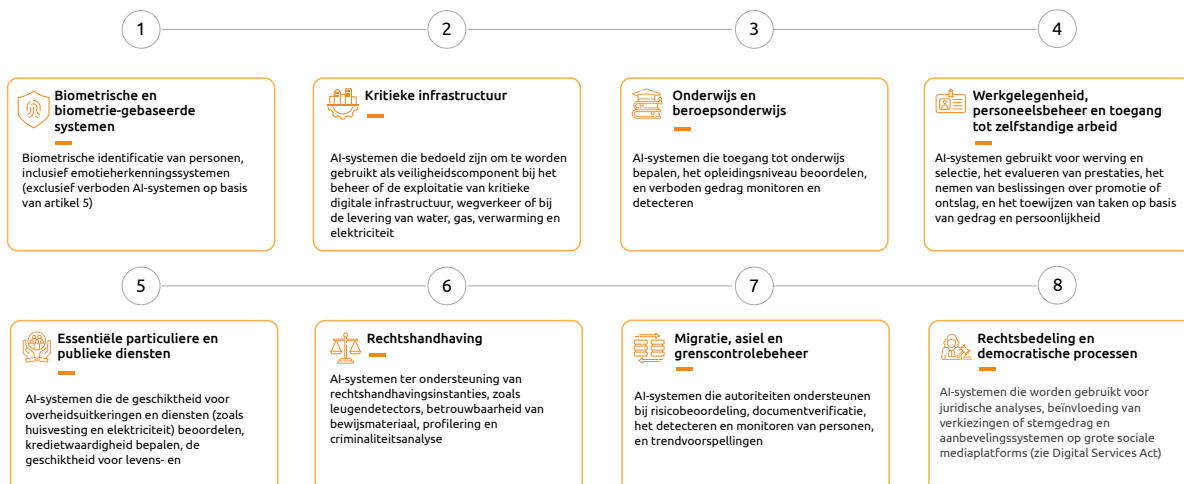 1
2
3
4
Biometrische en
biometrie-gebaseerde
systemen
Biometrische identificatie van personen,
inclusief emotieherkenningssystemen
(exclusief verboden AI-systemen op basis
van artikel 5)
Kritieke infrastructuur
AI-systemen die bedoeld zijn om te worden
gebruikt als veiligheidscomponent bij het
beheer of de exploitatie van kritieke
digitale infrastructuur, wegverkeer of bij
de levering van water, gas, verwarming en
elektriciteit
Onderwijs en
beroepsonderwijs
AI-systemen die toegang tot onderwijs
bepalen, het opleidingsniveau beoordelen,
en verboden gedrag monitoren en
detecteren
Werkgelegenheid,
personeelsbeheer en toegang
tot zelfstandige arbeid
AI-systemen gebruikt voor werving en
selectie, het evalueren van prestaties, het
nemen van beslissingen over promotie of
ontslag, en het toewijzen van taken op basis
van gedrag en persoonlijkheid
5
6
7
8
Essentiële particuliere en
publieke diensten
AI-systemen die de geschiktheid voor
overheidsuitkeringen en diensten (zoals
huisvesting en elektriciteit) beoordelen,
kredietwaardigheid bepalen, de
geschiktheid voor levens- en
Rechtshandhaving
AI-systemen ter ondersteuning van
rechtshandhavingsinstanties, zoals
leugendetectors, betrouwbaarheid van
bewijsmateriaal, profilering en
criminaliteitsanalyse
Migratie, asiel en
grenscontrolebeheer
AI-systemen die autoriteiten ondersteunen
bij risicobeoordeling, documentverificatie,
het detecteren en monitoren van personen,
en trendvoorspellingen
Rechtsbedeling en
democratische processen
AI-systemen die worden gebruikt voor
juridische analyses, beïnvloeding van
verkiezingen of stemgedrag en
aanbevelingssystemen op grote sociale
mediaplatforms (zie Digital Services Act)